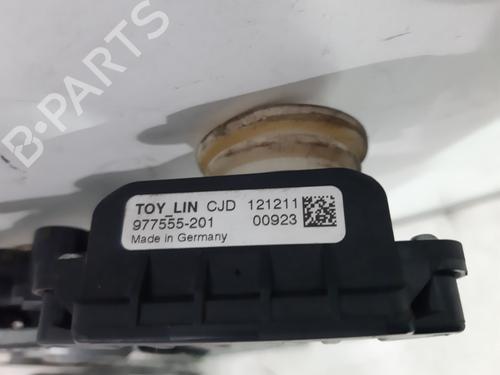 B-PARTS
TOY_LIN CJD 121211
977555-201 00923
Made in Germany